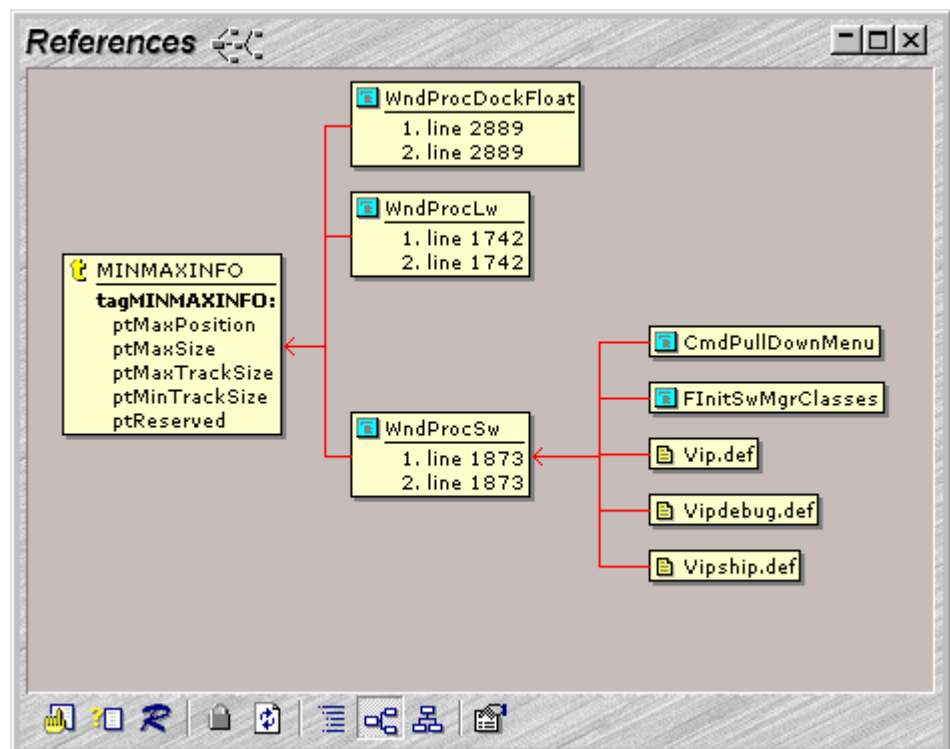 References
WndProcDockFloat
1. line 2889
2. line 2889
WndProcLw
1. line 1742
2. line 1742
MINMAXINFO
tagMINMAXINFO:
ptMaxPosition
ptMaxSize
ptMaxTrackSize
ptMinTrackSize
ptReserved
WndProcSw
1. line 1873
2. line 1873
CmdPullDownMenu
FInitSwMgrClasses
Vip.def
Vipdebug.def
Vipship.def